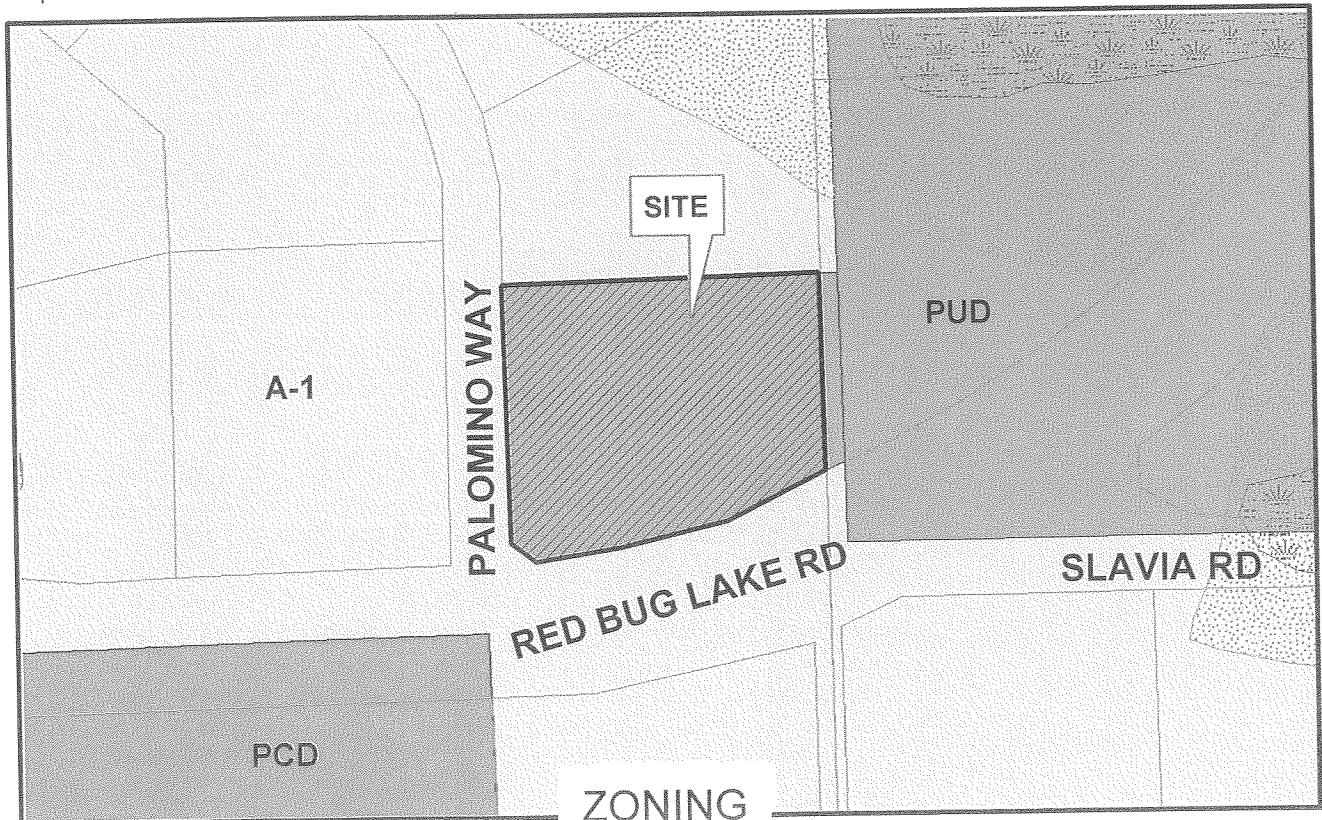 SITE
PUD
A-1
PALOMINO WAY
RED BUG LAKE RD
SLAVIA RD
PCD
ZONING